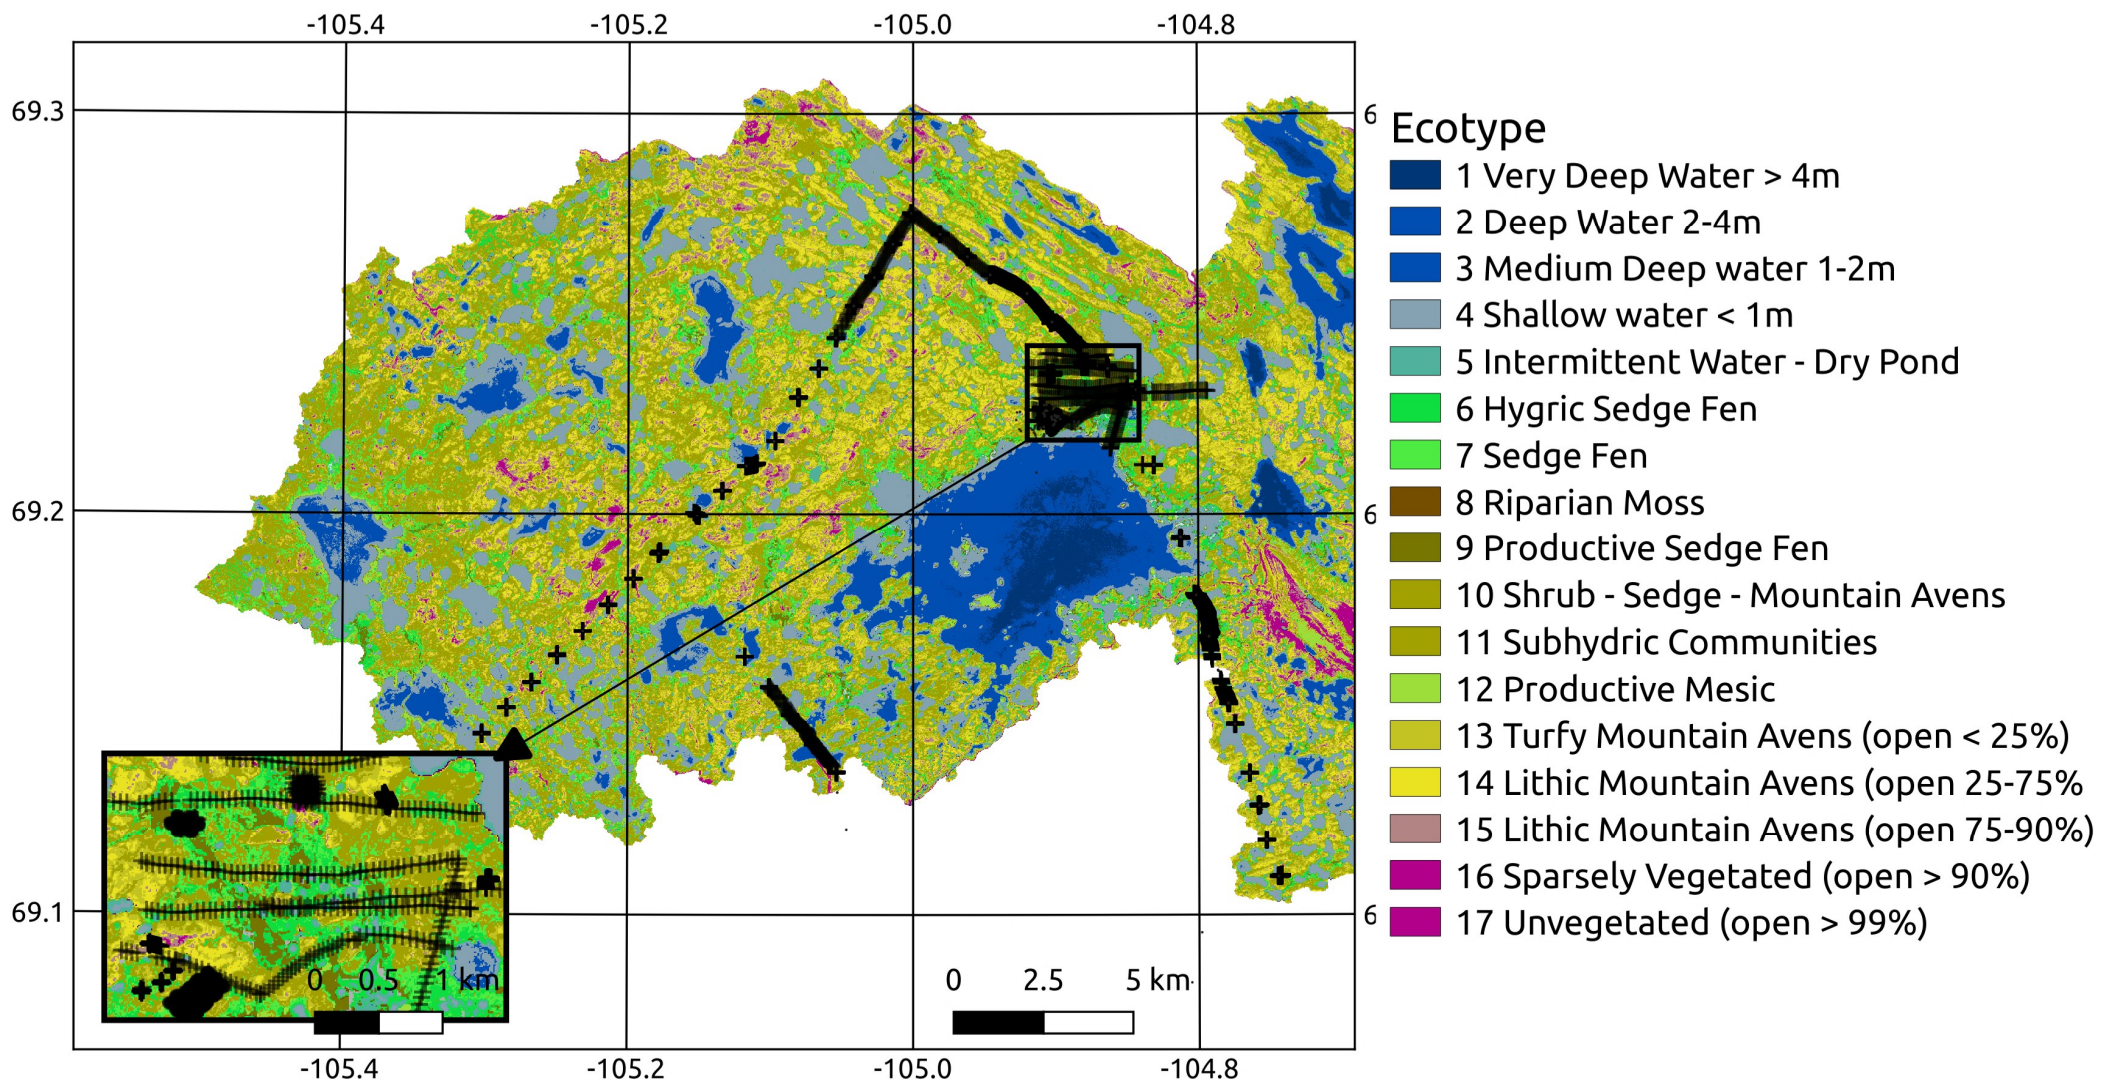 -105.4 -105.2 -105.0 -104.8
69.3 6
69.2 6
69.1 6
-105.4 -105.2 -105.0 -104.8
0 0.5 1 km
0 2.5 5 km
Ecotype
1 Very Deep Water > 4m
2 Deep Water 2-4m
3 Medium Deep water 1-2m
4 Shallow water < 1m
5 Intermittent Water - Dry Pond
6 Hygric Sedge Fen
7 Sedge Fen
8 Riparian Moss
9 Productive Sedge Fen
10 Shrub - Sedge - Mountain Avens
11 Subhydric Communities
12 Productive Mesic
13 Turfy Mountain Avens (open < 25%)
14 Lithic Mountain Avens (open 25-75%
15 Lithic Mountain Avens (open 75-90%)
16 Sparsely Vegetated (open > 90%)
17 Unvegetated (open > 99%)